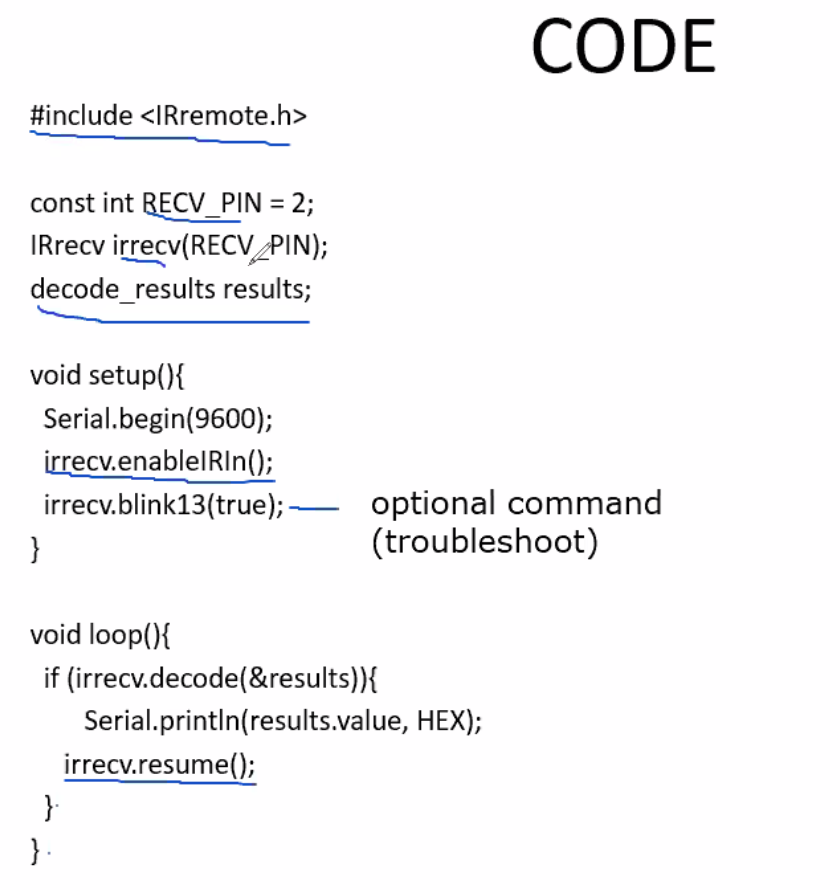 CODE
#include <IRremote.h>
const int RECV_PIN = 2;
IRrecv irrecv(RECV_PIN);
decode_results results;
void setup(){
Serial.begin(9600);
irrecv.enableIRIn();
irrecv.blink13(true);
optional command
(troubleshoot)
}
void loop(){
if (irrecv.decode(&results)){
Serial.println(results.value, HEX);
irrecv.resume();
}
}